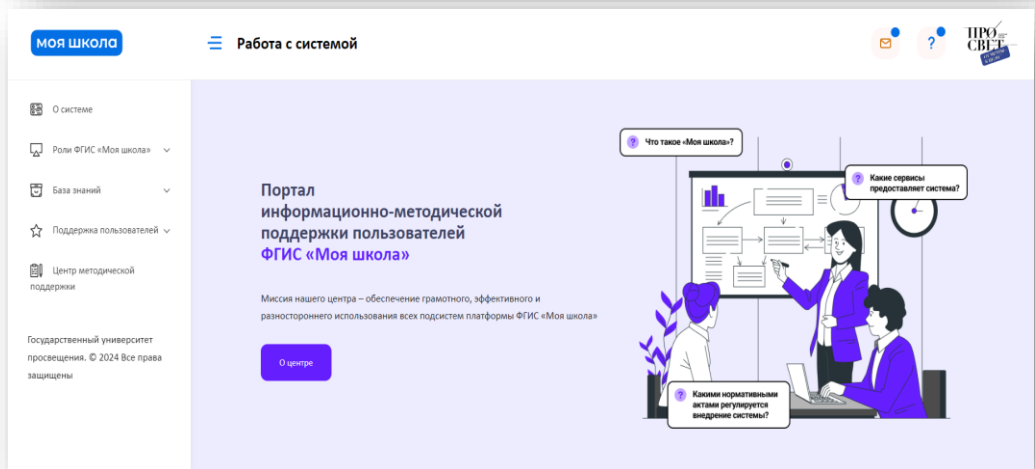 моя школа
Работа с системой
?
ПРО
СВЕТ
О системе
Роли ФГИС «Моя школа»
База знаний
Поддержка пользователей
Центр методической
поддержки
Государственный университет
просвещения. © 2024 Все права
защищены
Портал
информационно-методической
поддержки пользователей
ФГИС «Моя школа»
Миссия нашего центра – обеспечение грамотного, эффективного и
разностороннего использования всех подсистем платформы ФГИС «Моя школа»
О центре
? Что такое «Моя школа»?
? Какие сервисы
предоставляет система?
? Какими нормативными
актами регулируется
внедрение системы?